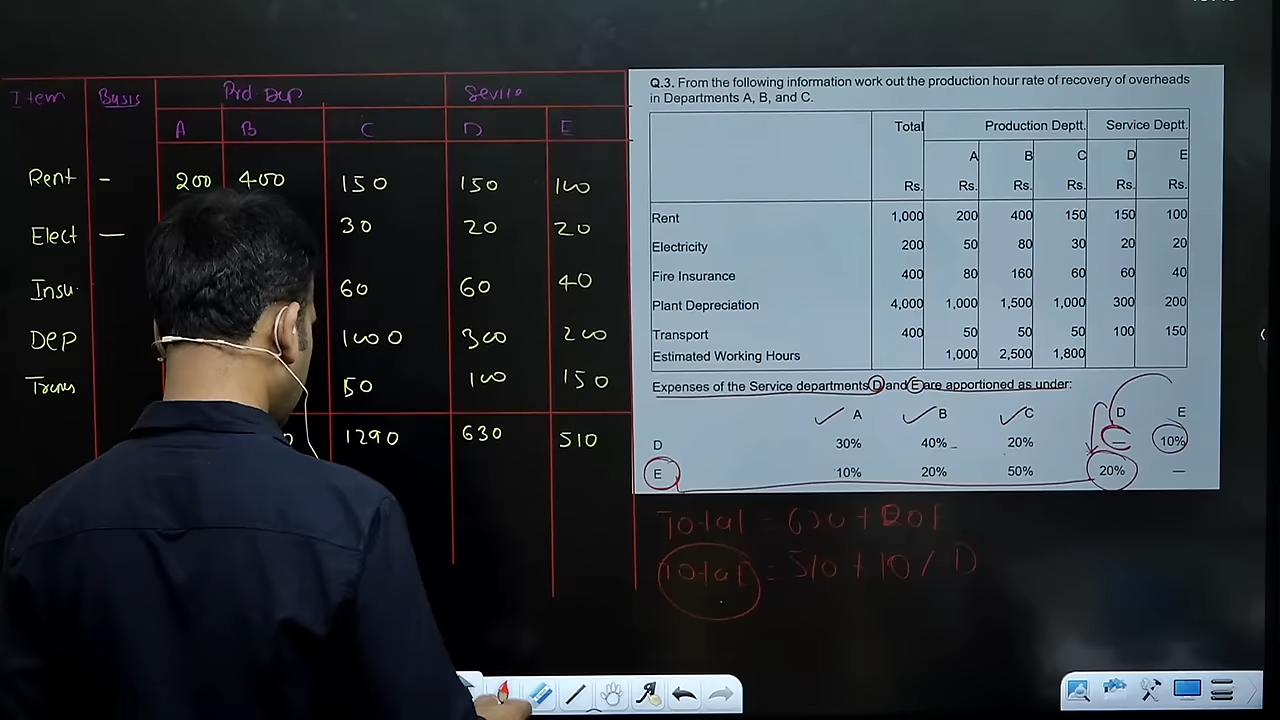 Item Basis Prd. Dep Service
A B C D E
Rent - 200 400 150 150 100
Elect — 30 20 20
Insu. 60 60 40
Dep 1000 300 200
Trans 50 100 150
0 1290 630 510
Q.3. From the following information work out the production hour rate of recovery of overheads
in Departments A, B, and C.
Total Production Deptt. Service Deptt.
A B C D E
Rs. Rs. Rs. Rs. Rs. Rs.
Rent 1,000 200 400 150 150 100
Electricity 200 50 80 30 20 20
Fire Insurance 400 80 160 60 60 40
Plant Depreciation 4,000 1,000 1,500 1,000 300 200
Transport 400 50 50 50 100 150
Estimated Working Hours 1,000 2,500 1,800
Expenses of the Service departments D and E are apportioned as under:
A B C D E
D 30% 40% 20% — 10%
E 10% 20% 50% 20% —
Total = 630 +
= 510 + 10/ D